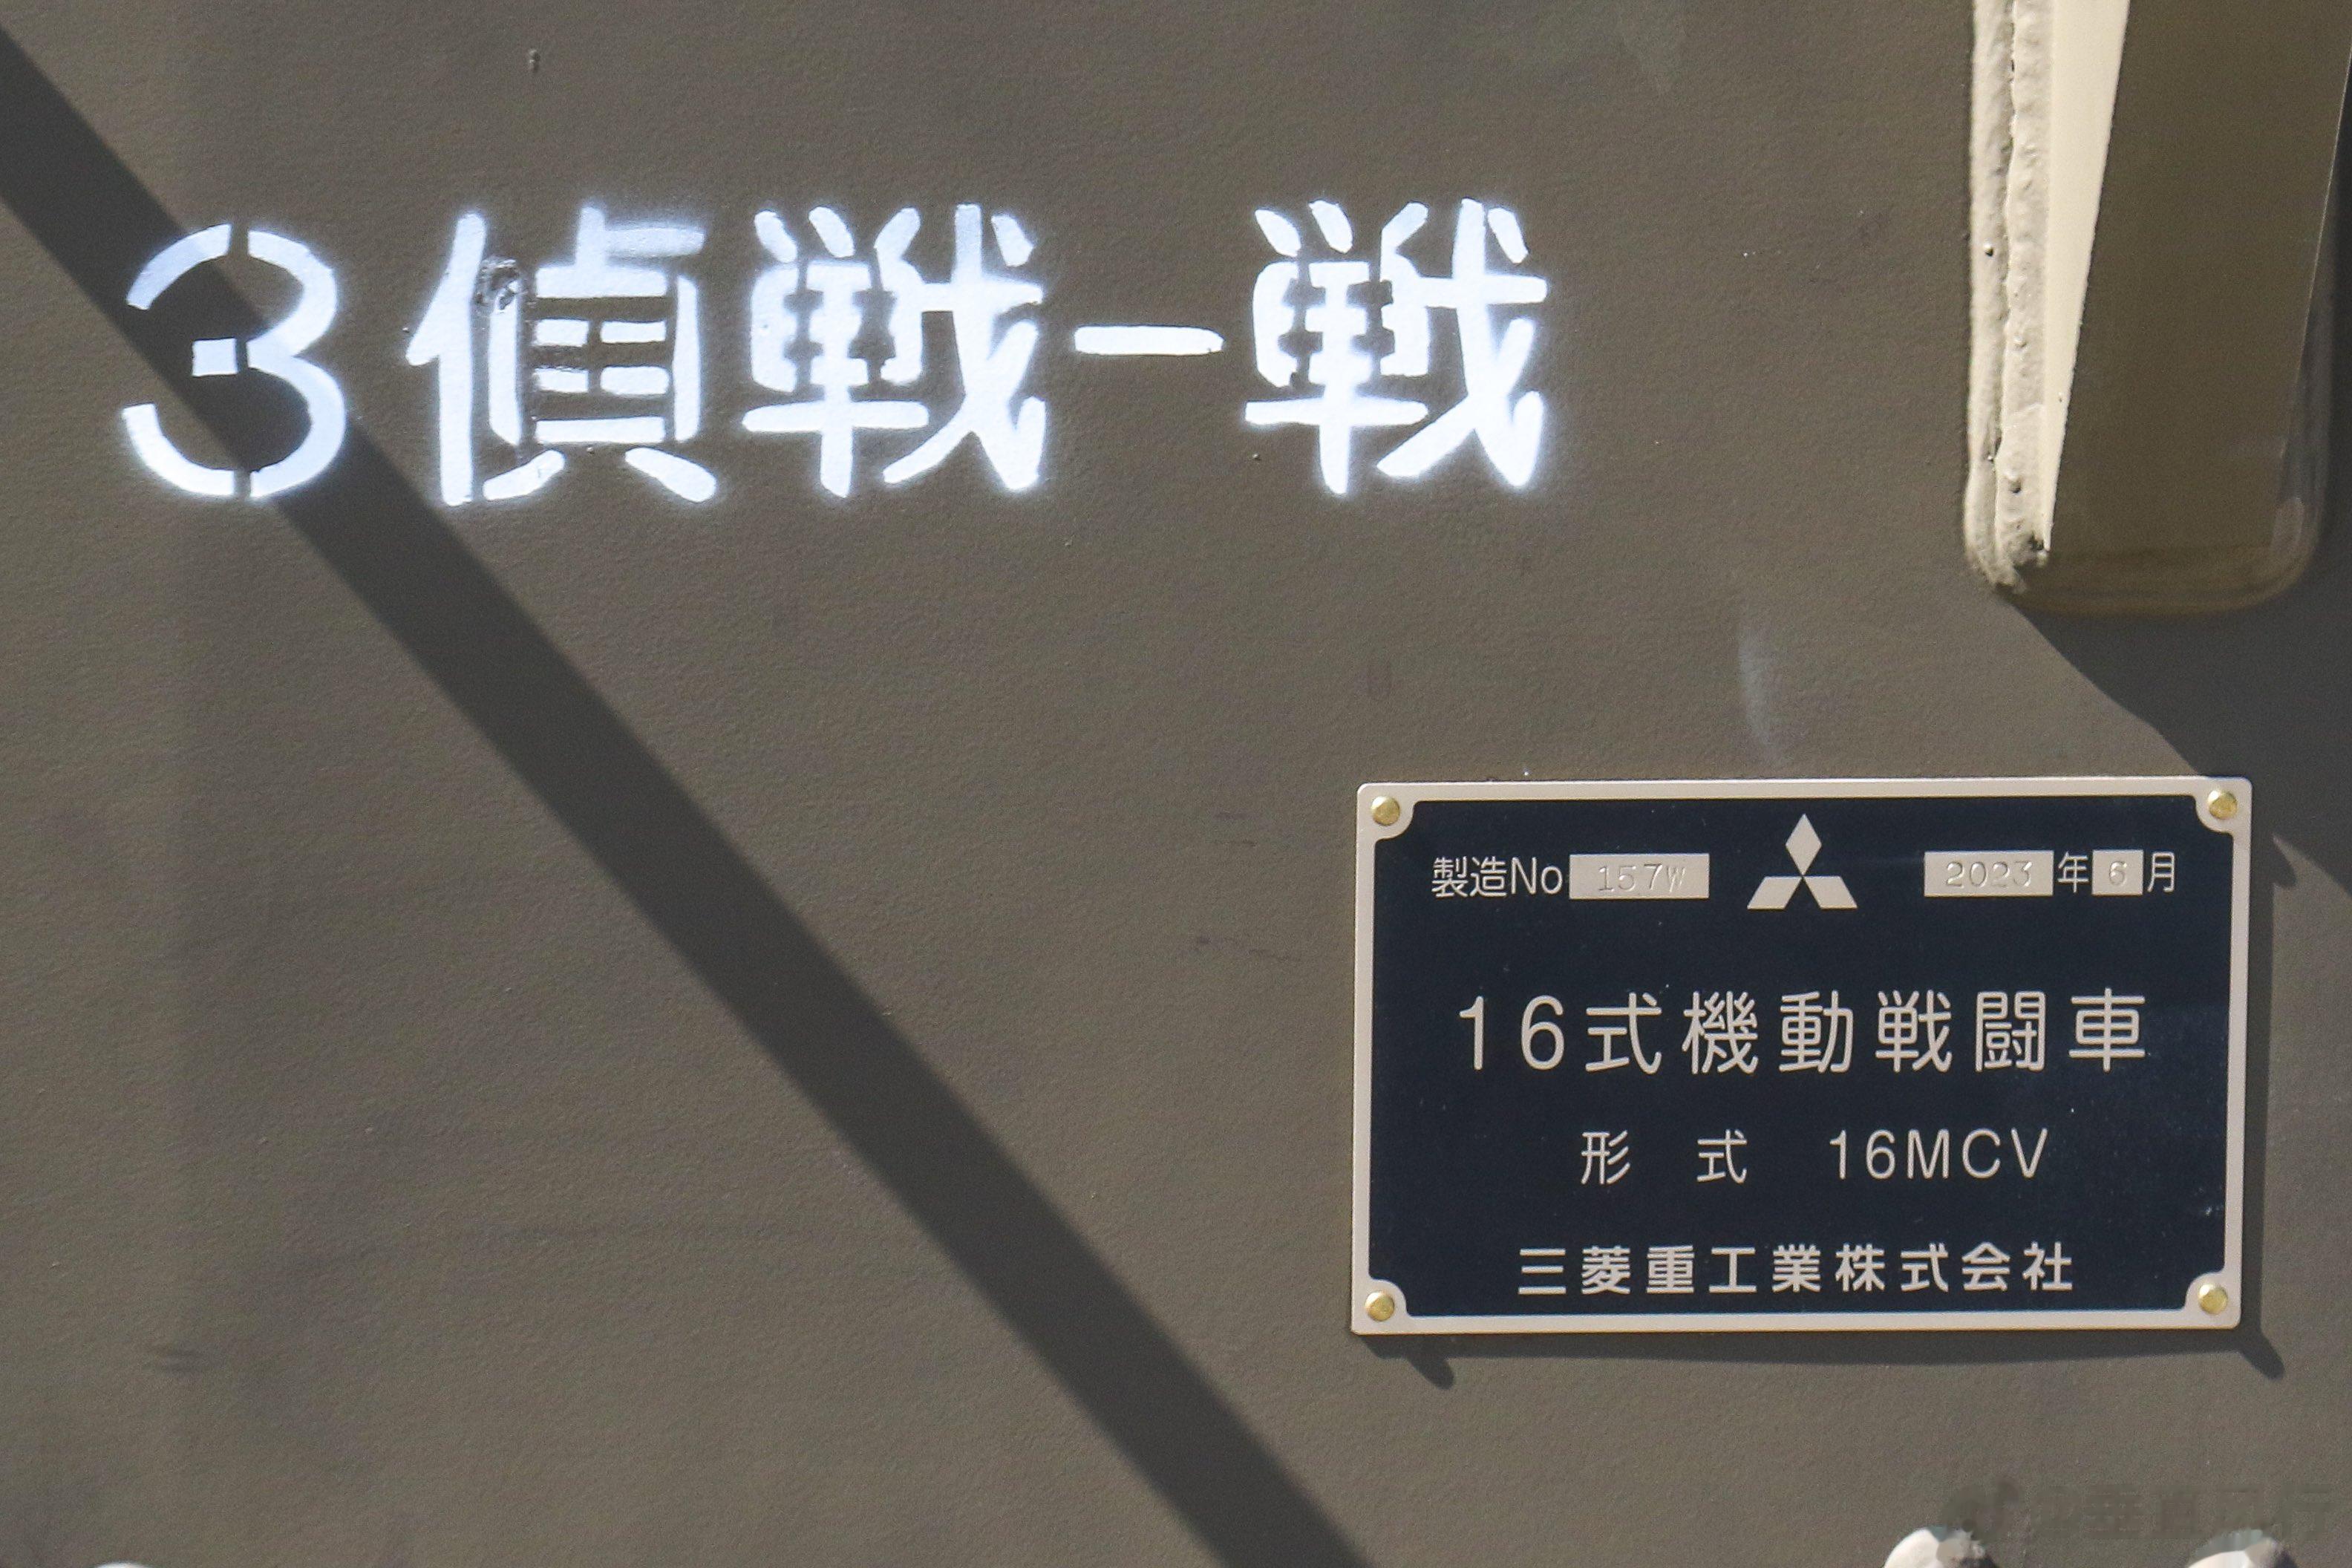 3偵戦－戦
製造No 157W 2023年6月
16式機動戦闘車
形 式 16MCV
三菱重工業株式会社